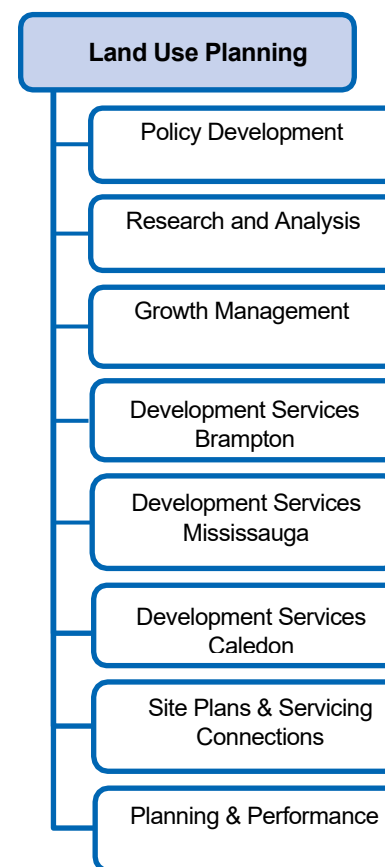 Land Use Planning
Policy Development
Research and Analysis
Growth Management
Development Services
Brampton
Development Services
Mississauga
Development Services
Caledon
Site Plans & Servicing
Connections
Planning & Performance